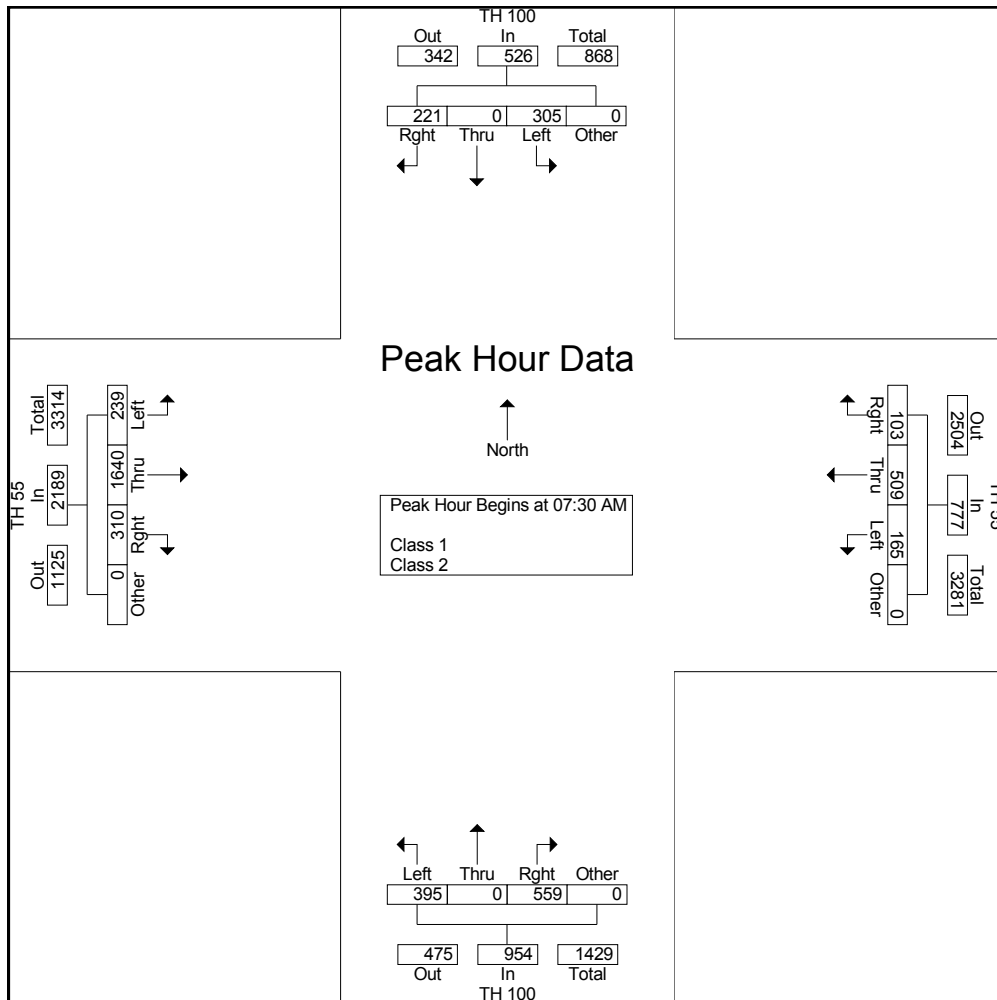 TH 100
Out In Total
342 526 868
221 0 305 0
Rght Thru Left Other
Peak Hour Data
North
Peak Hour Begins at 07:30 AM
Class 1
Class 2
TH 55
Out In Total
1125 2189 3314
239 1640 310 0
Left Thru Rght Other
Out In Total
2504 777 3281
103 509 165 0
Rght Thru Left Other
Left Thru Rght Other
395 0 559 0
475 954 1429
Out In Total
TH 100